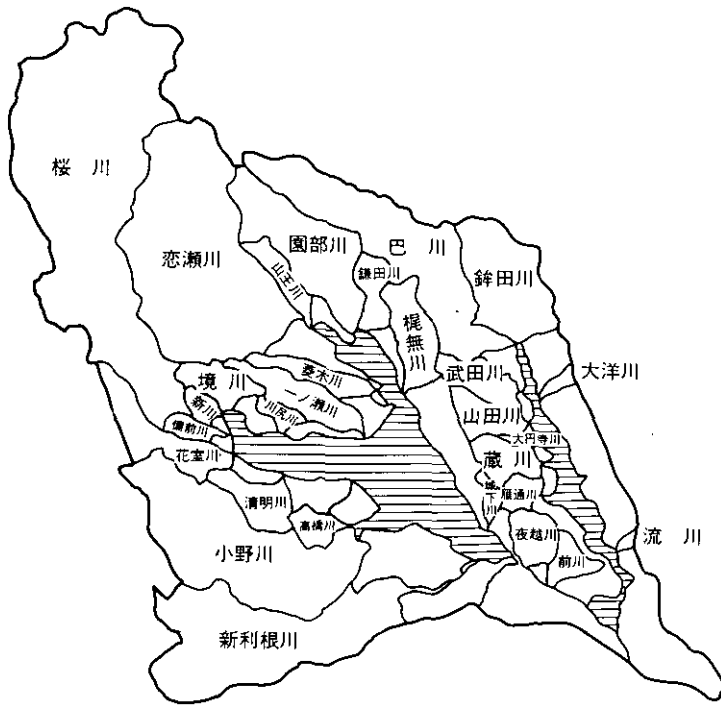 桜川
恋瀬川
園部川
巴川
山王川
鎌田川
鉾田川
梶無川
菱木川
武田川
大洋川
境川
一ノ瀬川
新川
川尻川
山田川
備前川
大円寺川
花室川
蔵川
清明川
城下川
雁通川
高橋川
流川
小野川
夜越川
前川
新利根川